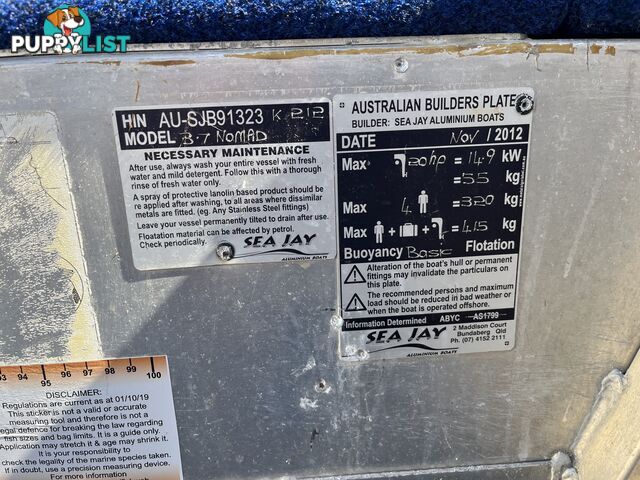 PUPPYLIST
HIN AU-SJB91323 K 212
MODEL 3.7 NOMAD
NECESSARY MAINTENANCE
After use, always wash your entire vessel with fresh
water and mild detergent. Follow this with a thorough
rinse of fresh water only.
A spray of protective lanolin based product should be
re applied after washing, to all areas where dissimilar
metals are fitted. (eg. Any Stainless Steel fittings)
Leave your vessel permanently tilted to drain after use.
Floatation material can be affected by petrol.
Check periodically.
SEA JAY
ALUMINIUM BOATS
AUSTRALIAN BUILDERS PLATE
BUILDER: SEA JAY ALUMINIUM BOATS
DATE Nov / 2012
Max 20hp = 149 kW
= 55 kg
Max 4 = 320 kg
Max + + = 415 kg
Buoyancy Basic Flotation
Alteration of the boat's hull or permanent
fittings may invalidate the particulars on
this plate.
The recommended persons and maximum
load should be reduced in bad weather or
when the boat is operated offshore.
Information Determined ABYC AS1799
SEA JAY
ALUMINIUM BOATS
2 Maddison Court
Bundaberg Qld
Ph. (07) 4152 2111
93 94 95 96 97 98 99 100
DISCLAIMER:
Regulations are current as at 01/10/19
This sticker is not a valid or accurate
measuring tool and therefore is not a
legal defence for breaking the law regarding
fish sizes and bag limits. It is a guide only.
Application may stretch it & age may shrink it.
It is your responsibility to
check the legality of the marine species taken.
If in doubt, use a precision measuring device.
For more information